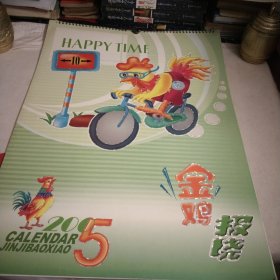 HAPPY TIME
金鸡
报晓
2005
CALENDAR
JINJIBAOXIAO